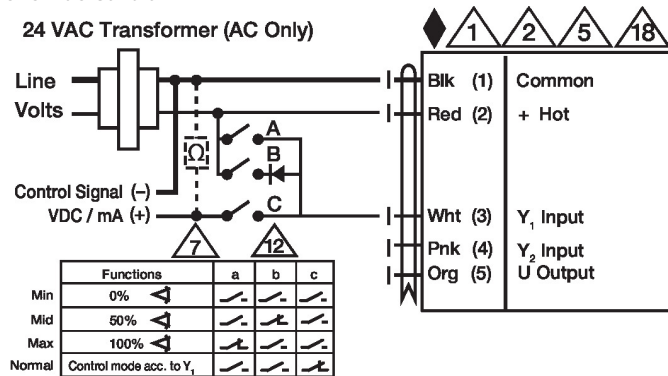 24 VAC Transformer (AC Only)
1 2 5 18
Line
Volts
Blk (1) Common
Red (2) + Hot
A
Ω
B
Control Signal (–)
VDC / mA (+)
C
Wht (3) Y1 Input
7 12
Pnk (4) Y2 Input
Org (5) U Output
Functions a b c
Min 0%
Mid 50%
Max 100%
Normal Control mode acc. to Y1